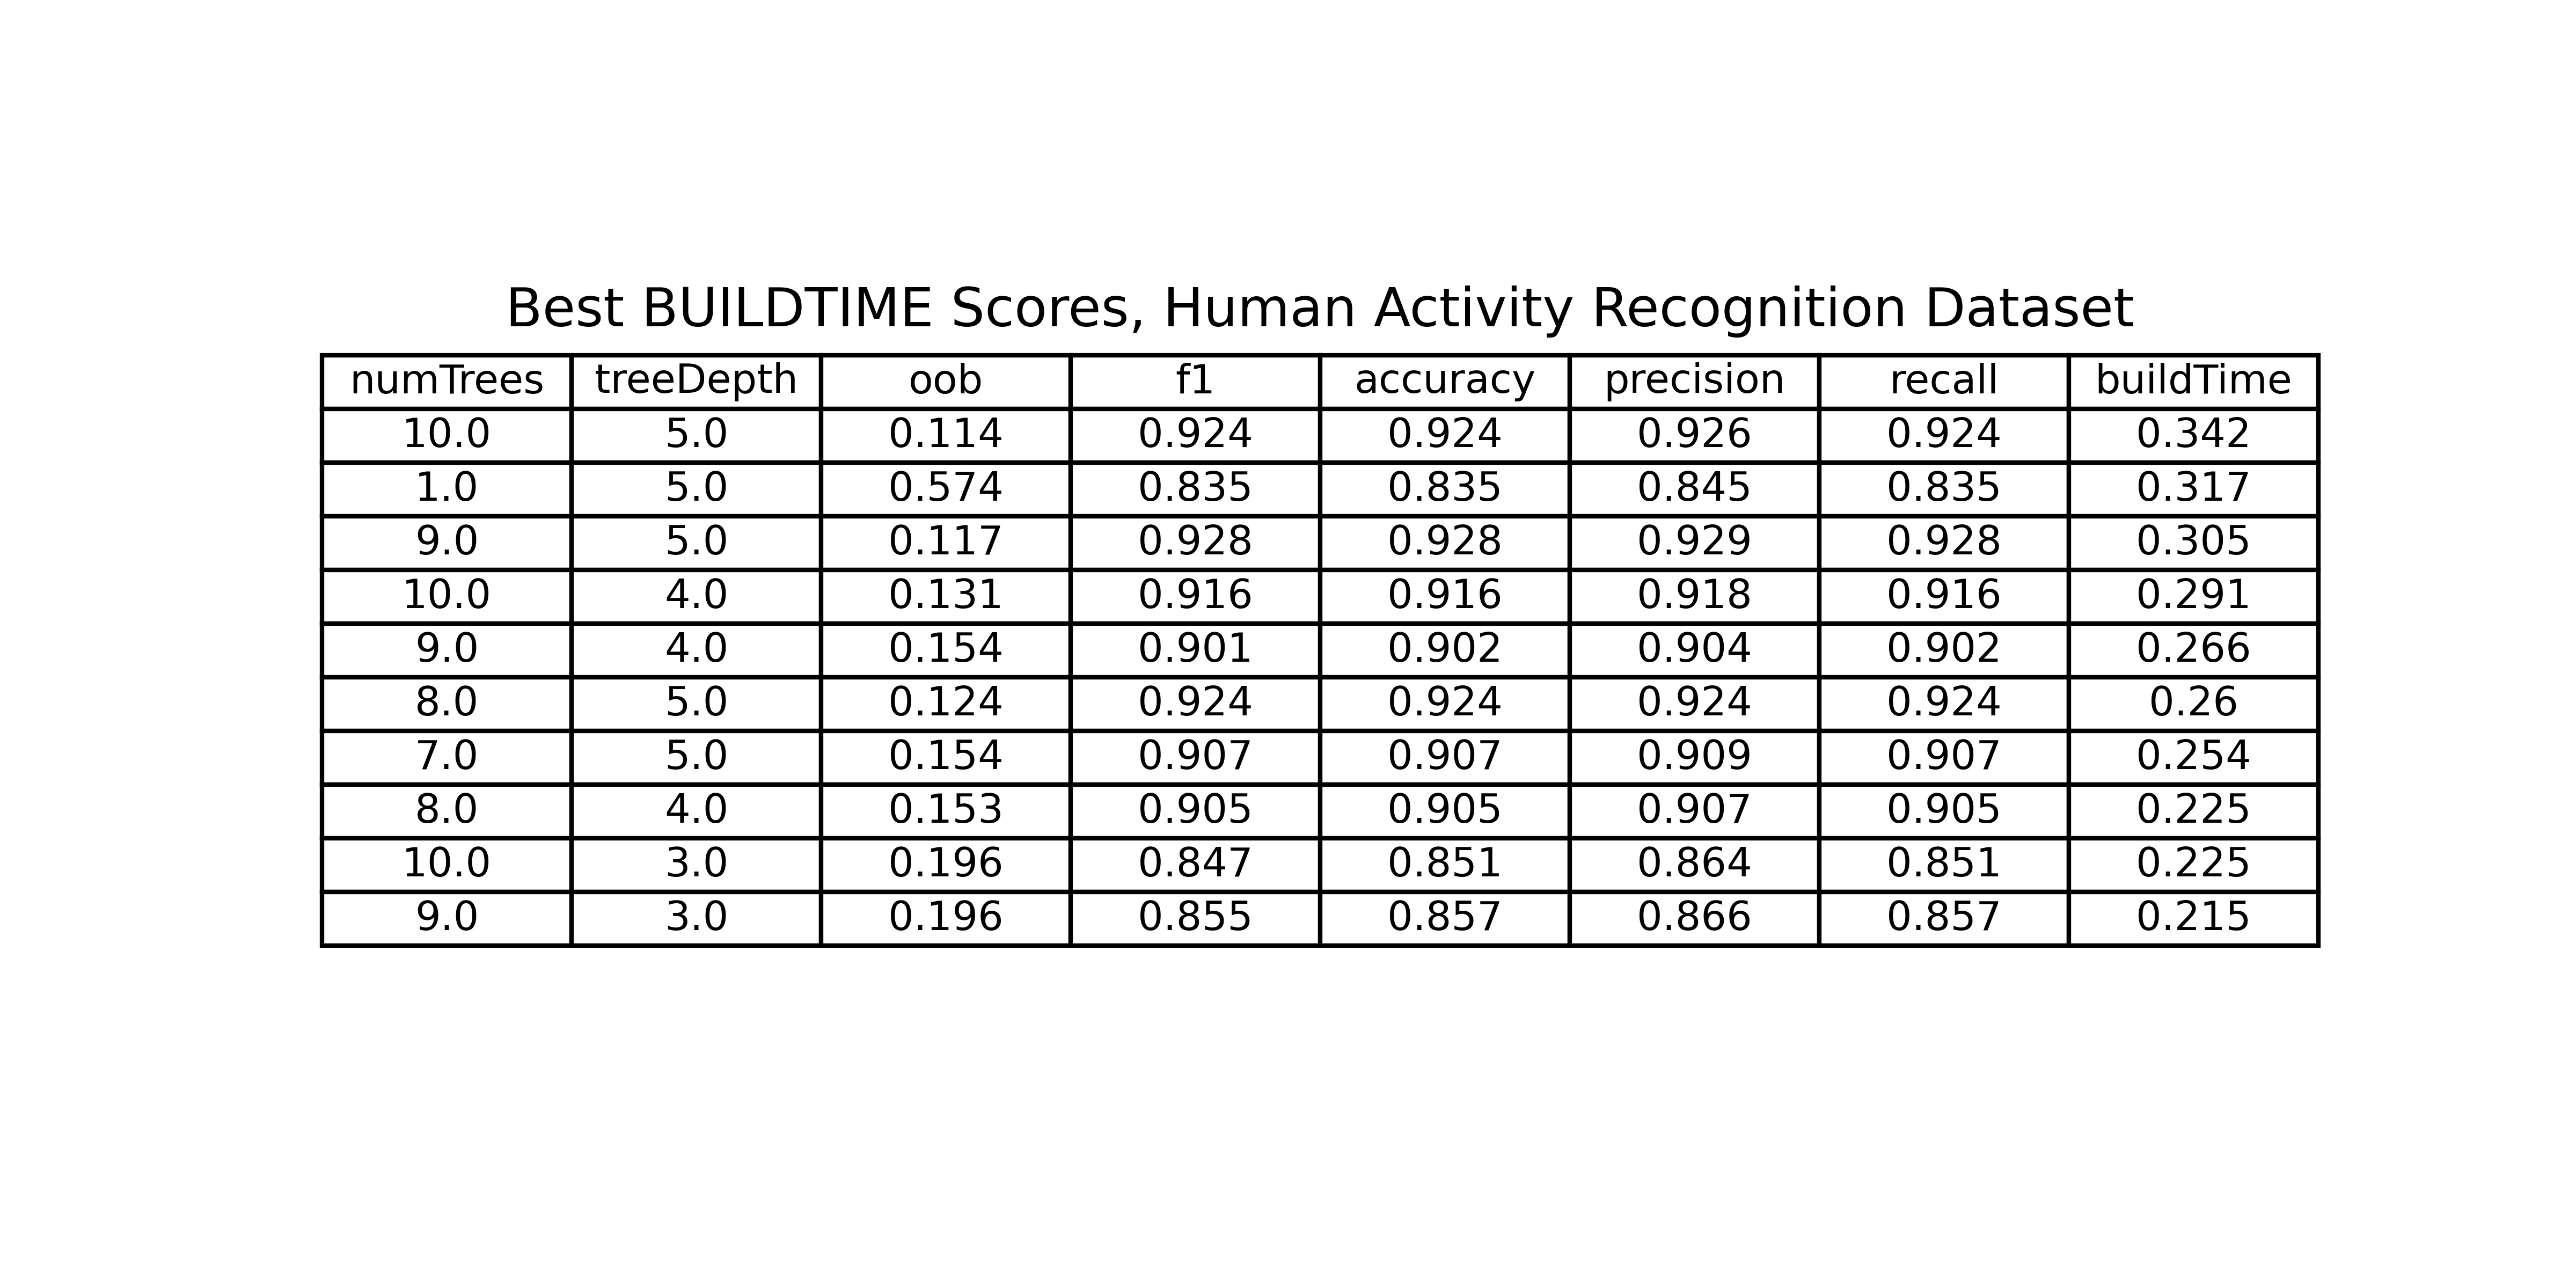 Best BUILDTIME Scores, Human Activity Recognition Dataset
numTrees treeDepth oob f1 accuracy precision recall buildTime
10.0 5.0 0.114 0.924 0.924 0.926 0.924 0.342
1.0 5.0 0.574 0.835 0.835 0.845 0.835 0.317
9.0 5.0 0.117 0.928 0.928 0.929 0.928 0.305
10.0 4.0 0.131 0.916 0.916 0.918 0.916 0.291
9.0 4.0 0.154 0.901 0.902 0.904 0.902 0.266
8.0 5.0 0.124 0.924 0.924 0.924 0.924 0.26
7.0 5.0 0.154 0.907 0.907 0.909 0.907 0.254
8.0 4.0 0.153 0.905 0.905 0.907 0.905 0.225
10.0 3.0 0.196 0.847 0.851 0.864 0.851 0.225
9.0 3.0 0.196 0.855 0.857 0.866 0.857 0.215